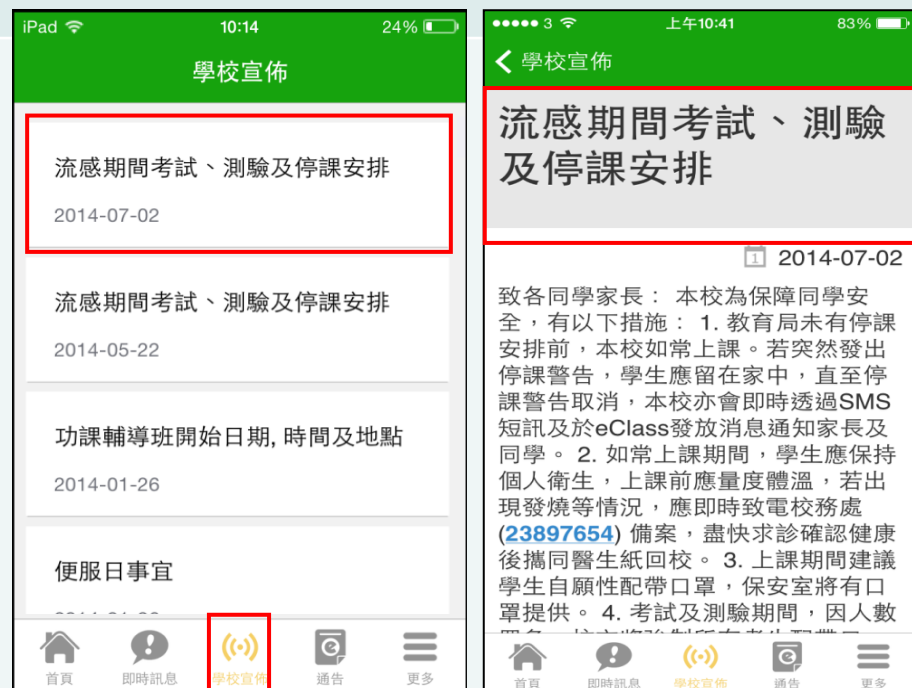 iPad 10:14 24%
學校宣佈
流感期間考試、測驗及停課安排
2014-07-02
流感期間考試、測驗及停課安排
2014-05-22
功課輔導班開始日期, 時間及地點
2014-01-26
便服日事宜
首頁 即時訊息 學校宣佈 通告 更多
3 上午10:41 83%
學校宣佈
流感期間考試、測驗
及停課安排
1 2014-07-02
致各同學家長： 本校為保障同學安
全，有以下措施： 1. 教育局未有停課
安排前，本校如常上課。若突然發出
停課警告，學生應留在家中，直至停
課警告取消，本校亦會即時透過SMS
短訊及於eClass發放消息通知家長及
同學。 2. 如常上課期間，學生應保持
個人衛生，上課前應量度體溫，若出
現發燒等情況，應即時致電校務處
(23897654) 備案，盡快求診確認健康
後攜同醫生紙回校。 3. 上課期間建議
學生自願性配帶口罩，保安室將有口
罩提供。 4. 考試及測驗期間，因人數
首頁 即時訊息 學校宣佈 通告 更多